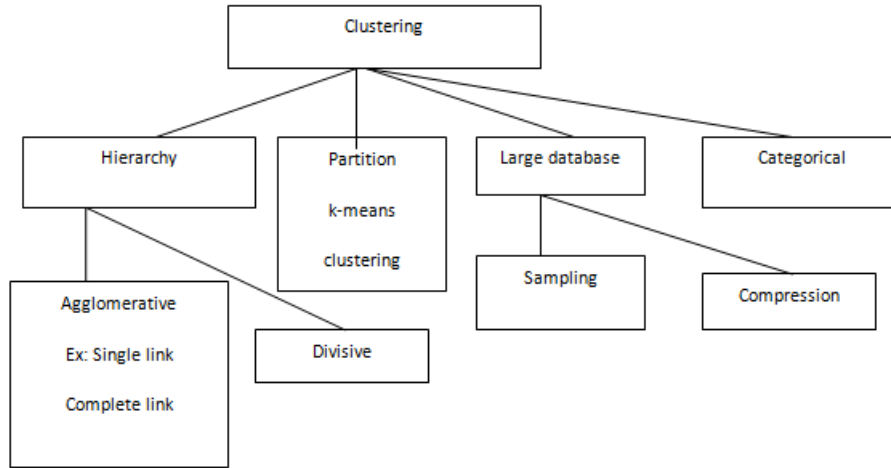 Clustering
Hierarchy
Partition
k-means
clustering
Large database
Categorical
Agglomerative
Ex: Single link
Complete link
Divisive
Sampling
Compression